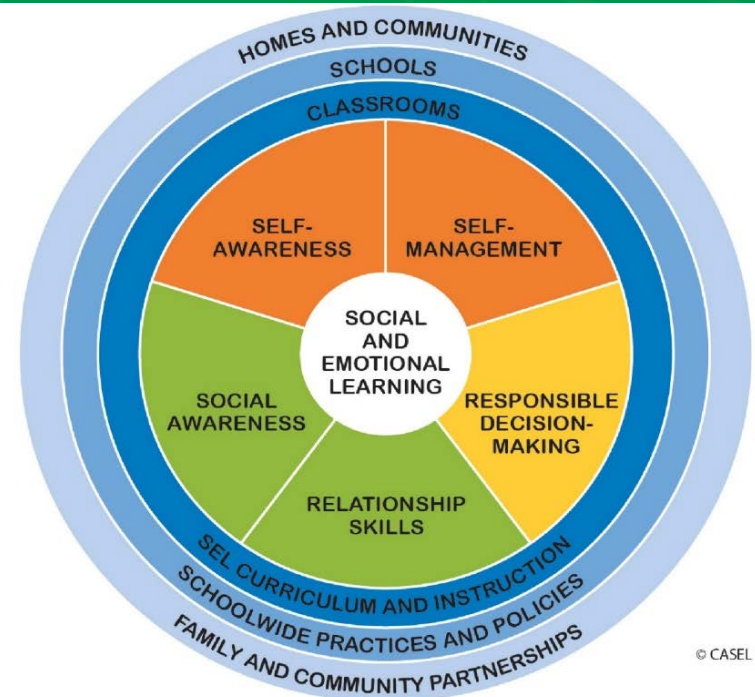 HOMES AND COMMUNITIES
SCHOOLS
CLASSROOMS
SELF-
AWARENESS
SELF-
MANAGEMENT
SOCIAL
AND
EMOTIONAL
LEARNING
SOCIAL
AWARENESS
RESPONSIBLE
DECISION-
MAKING
RELATIONSHIP
SKILLS
SEL CURRICULUM AND INSTRUCTION
SCHOOLWIDE PRACTICES AND POLICIES
FAMILY AND COMMUNITY PARTNERSHIPS
© CASEL